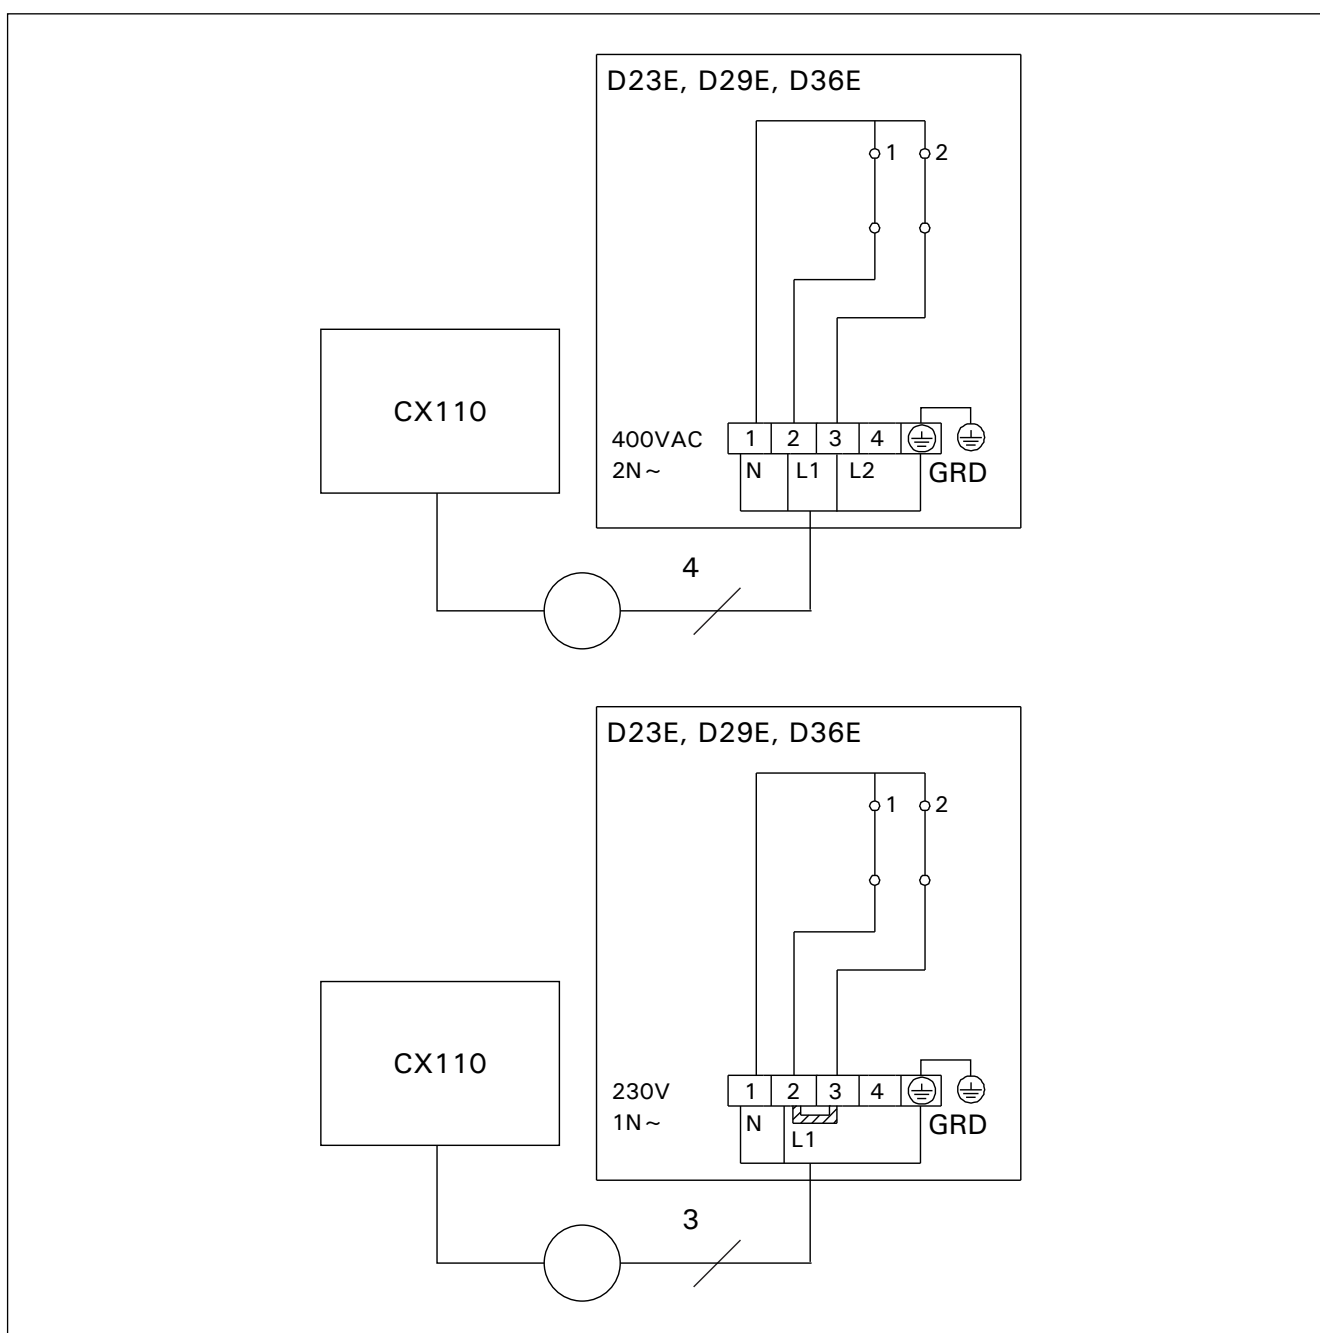 D23E, D29E, D36E
1 2
CX110
400VAC 1 2 3 4
2N~ N L1 L2 GRD
4
D23E, D29E, D36E
1 2
CX110
230V 1 2 3 4
1N~ N L1 GRD
3